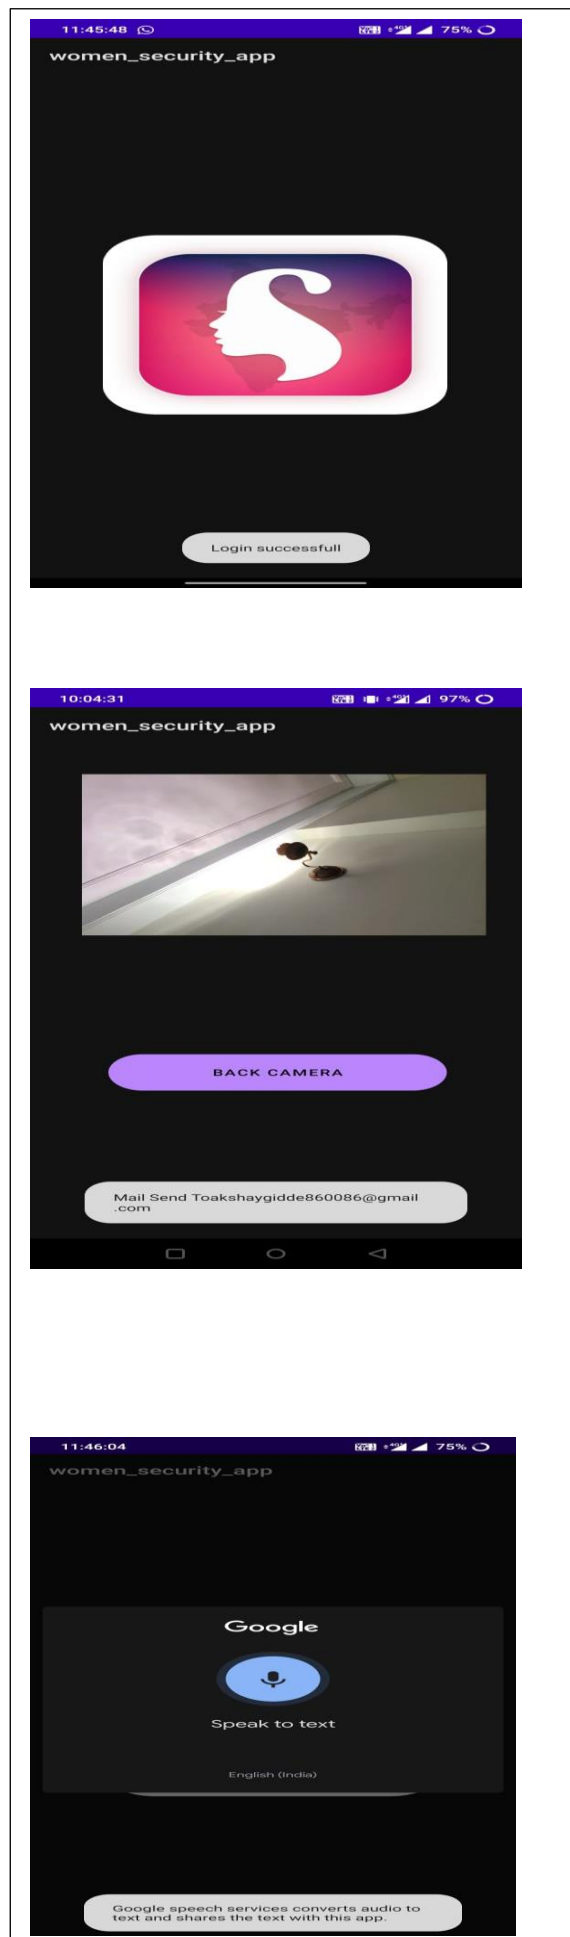 11:45:48
75%
women_security_app
Login successfull
10:04:31
97%
women_security_app
BACK CAMERA
Mail Send Toakshaygidde860086@gmail
.com
11:46:04
75%
women_security_app
Google
Speak to text
English (India)
Google speech services converts audio to
text and shares the text with this app.